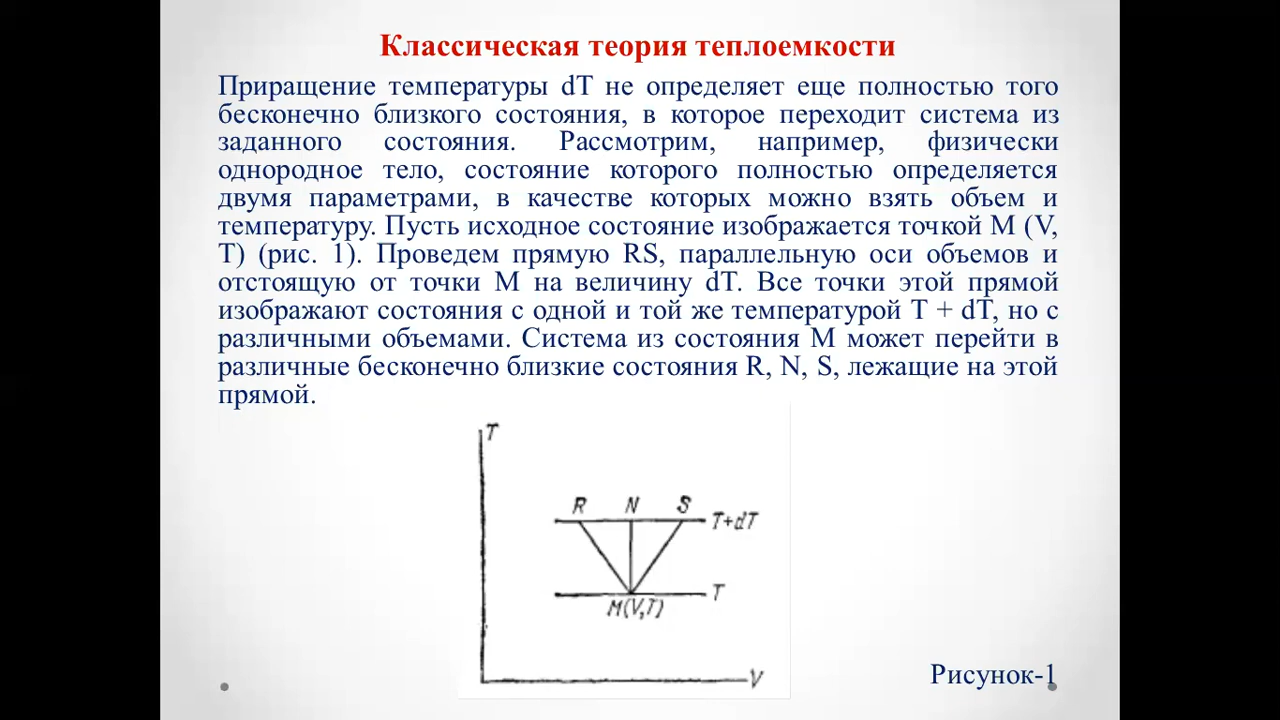 Классическая теория теплоемкости
Приращение температуры dT не определяет еще полностью того
бесконечно близкого состояния, в которое переходит система из
заданного состояния. Рассмотрим, например, физически
однородное тело, состояние которого полностью определяется
двумя параметрами, в качестве которых можно взять объем и
температуру. Пусть исходное состояние изображается точкой M (V,
T) (рис. 1). Проведем прямую RS, параллельную оси объемов и
отстоящую от точки M на величину dT. Все точки этой прямой
изображают состояния с одной и той же температурой T + dT, но с
различными объемами. Система из состояния M может перейти в
различные бесконечно близкие состояния R, N, S, лежащие на этой
прямой.
T
R N S
T+dT
T
M(V,T)
V
Рисунок-1